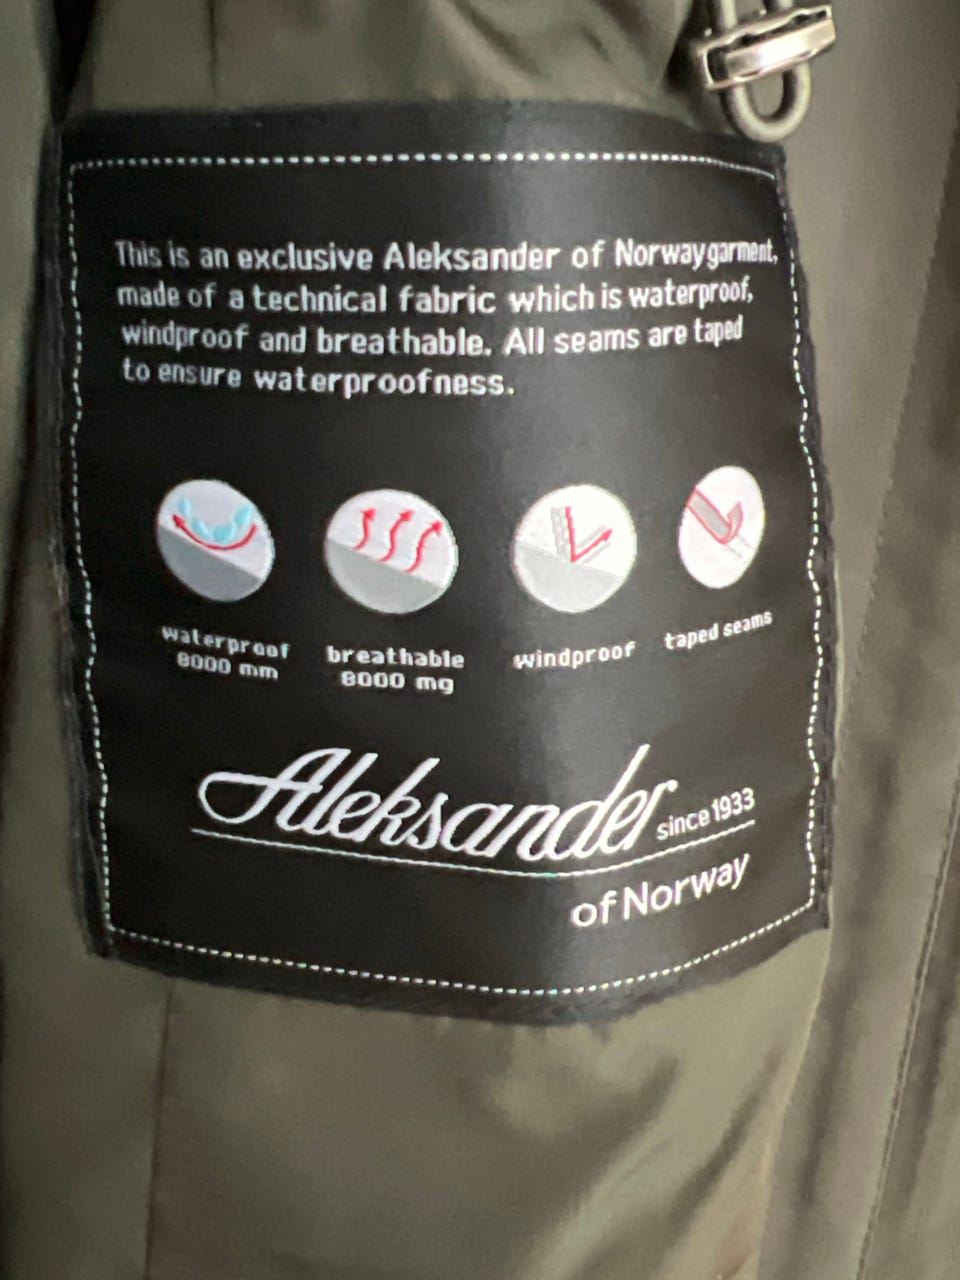 This is an exclusive Aleksander of Norway garment,
made of a technical fabric which is waterproof,
windproof and breathable. All seams are taped
to ensure waterproofness.
waterproof
8000 mm
breathable
8000 mg
windproof
taped seams
Aleksander since 1933
of Norway